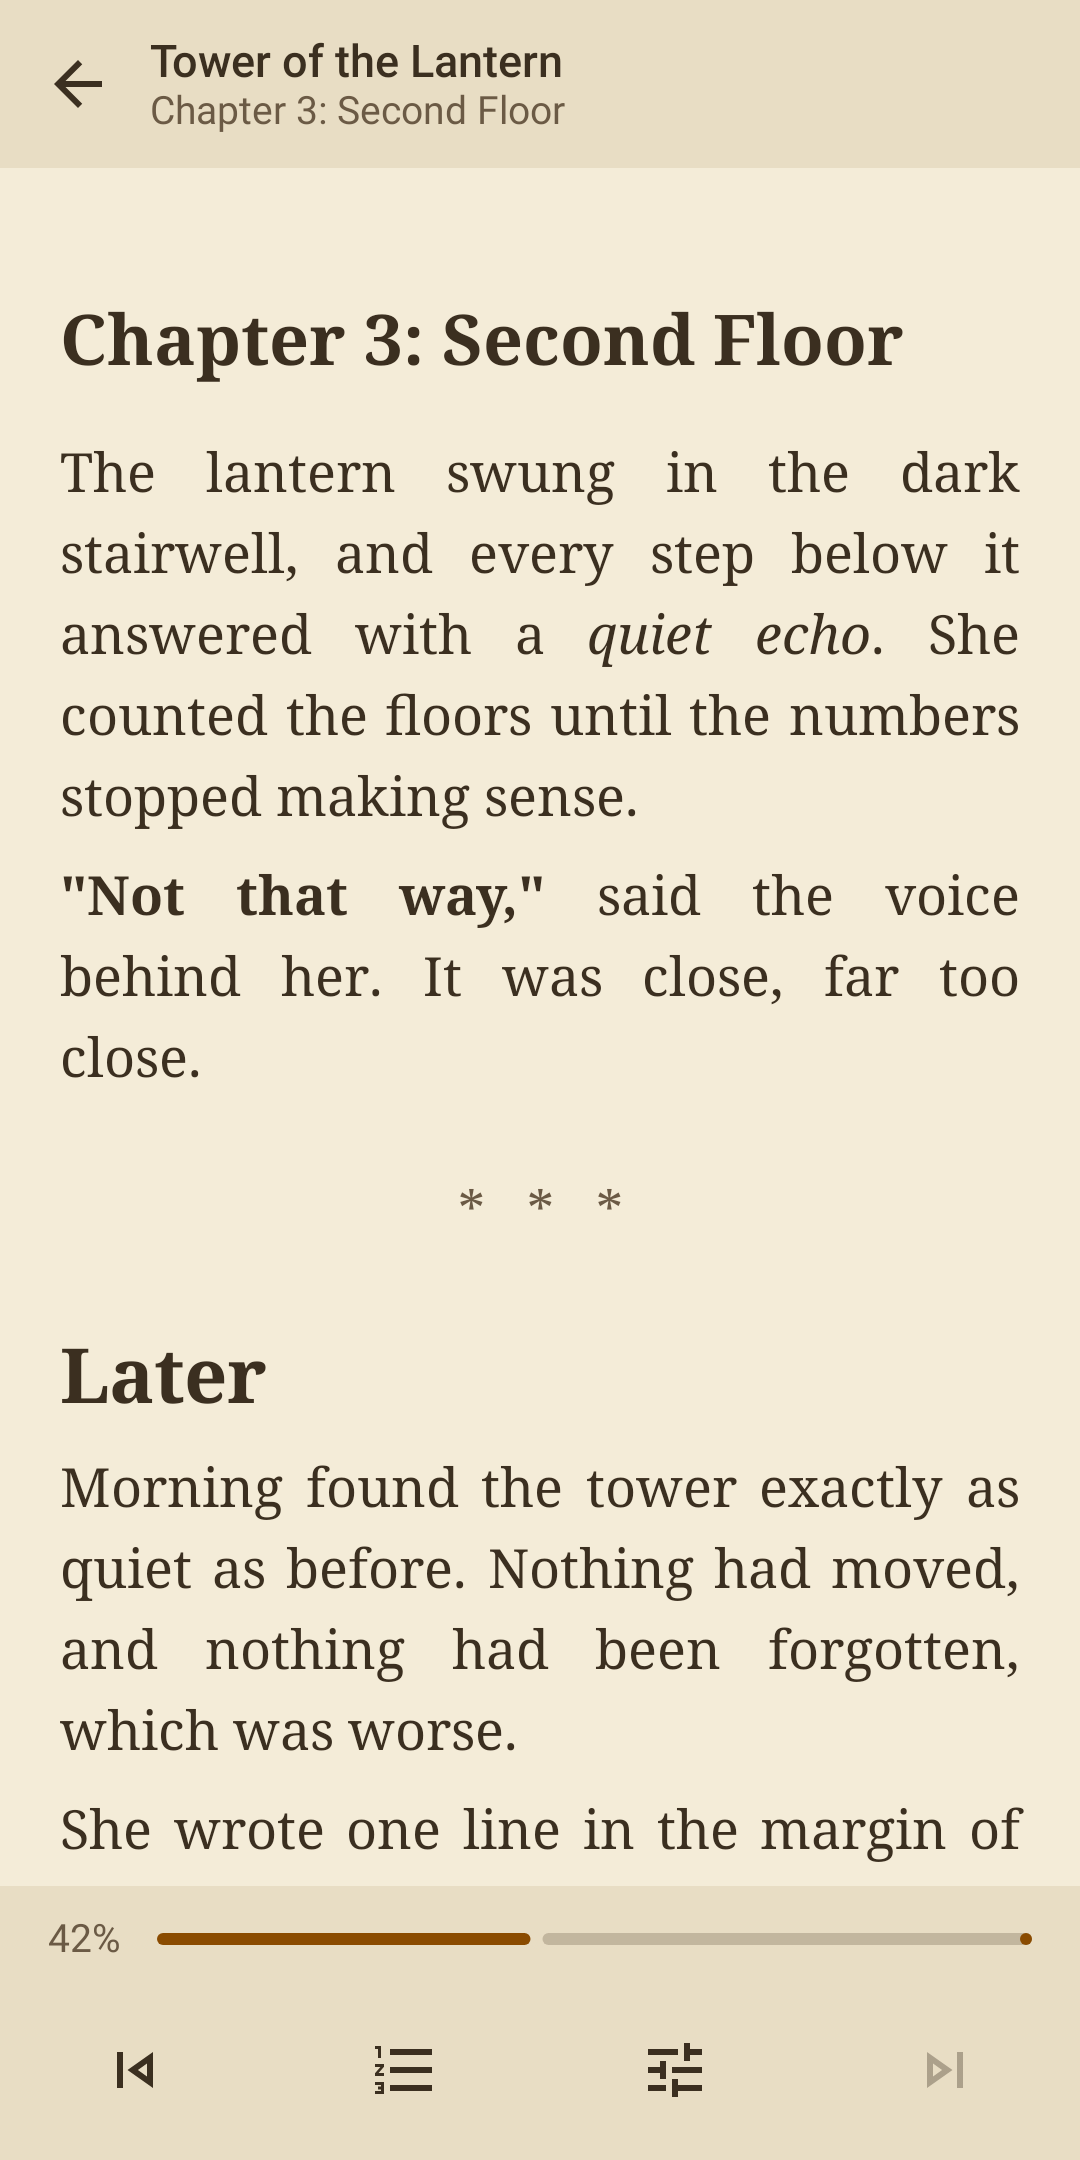 Tower of the Lantern
Chapter 3: Second Floor
Chapter 3: Second Floor
The lantern swung in the dark
stairwell, and every step below it
answered with a quiet echo. She
counted the floors until the numbers
stopped making sense.
"Not that way," said the voice
behind her. It was close, far too
close.
* * *
Later
Morning found the tower exactly as
quiet as before. Nothing had moved,
and nothing had been forgotten,
which was worse.
She wrote one line in the margin of
42%